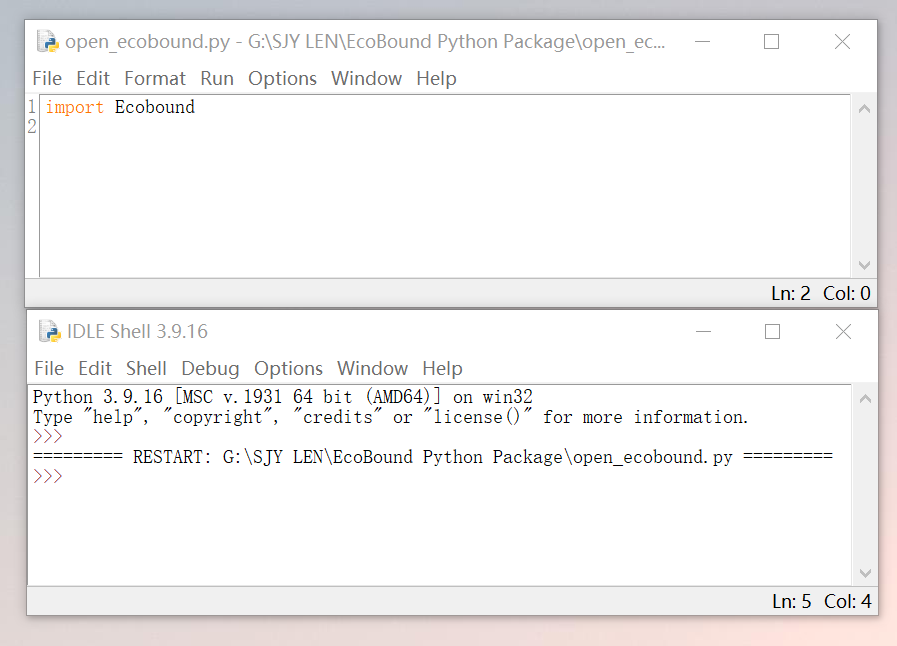 open_ecobound.py - G:\SJY LEN\EcoBound Python Package\open_ec...
File Edit Format Run Options Window Help
1 import Ecobound
2
Ln: 2 Col: 0
IDLE Shell 3.9.16
File Edit Shell Debug Options Window Help
Python 3.9.16 [MSC v.1931 64 bit (AMD64)] on win32
Type "help", "copyright", "credits" or "license()" for more information.
>>>
========= RESTART: G:\SJY LEN\EcoBound Python Package\open_ecobound.py =========
>>>
Ln: 5 Col: 4